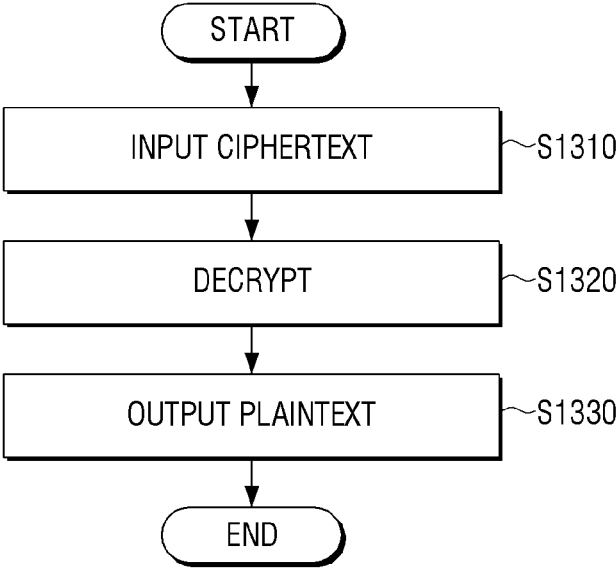 START
INPUT CIPHERTEXT
S1310
DECRYPT
S1320
OUTPUT PLAINTEXT
S1330
END